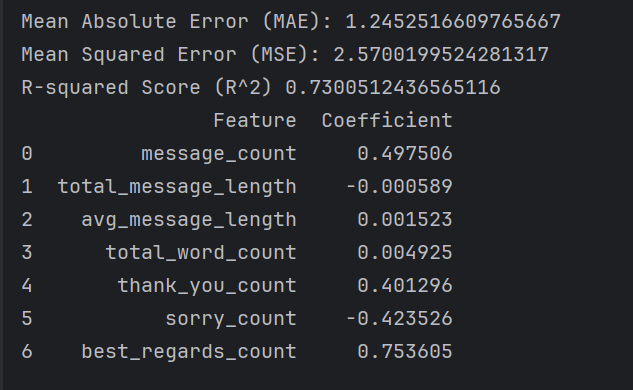 Mean Absolute Error (MAE): 1.2452516609765667
Mean Squared Error (MSE): 2.5700199524281317
R-squared Score (R^2) 0.7300512436565116
Feature Coefficient
0 message_count 0.497506
1 total_message_length -0.000589
2 avg_message_length 0.001523
3 total_word_count 0.004925
4 thank_you_count 0.401296
5 sorry_count -0.423526
6 best_regards_count 0.753605